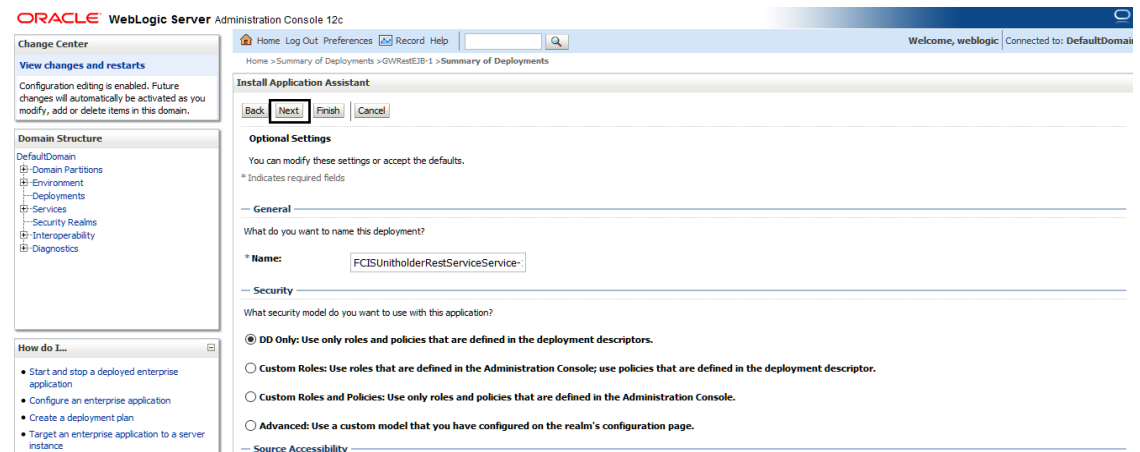 ORACLE WebLogic Server Administration Console 12c
Change Center
View changes and restarts
Configuration editing is enabled. Future
changes will automatically be activated as you
modify, add or delete items in this domain.
Domain Structure
DefaultDomain
Domain Partitions
Environment
Deployments
Services
Security Realms
Interoperability
Diagnostics
How do I...
Start and stop a deployed enterprise
application
Configure an enterprise application
Create a deployment plan
Target an enterprise application to a server
instance
Home Log Out Preferences Record Help
Welcome, weblogic Connected to: DefaultDomain
Home >Summary of Deployments >GWRestEJB-1 >Summary of Deployments
Install Application Assistant
Back Next Finish Cancel
Optional Settings
You can modify these settings or accept the defaults.
* Indicates required fields
General
What do you want to name this deployment?
* Name: FCISUnitholderRestServiceService-
Security
What security model do you want to use with this application?
DD Only: Use only roles and policies that are defined in the deployment descriptors.
Custom Roles: Use roles that are defined in the Administration Console; use policies that are defined in the deployment descriptor.
Custom Roles and Policies: Use only roles and policies that are defined in the Administration Console.
Advanced: Use a custom model that you have configured on the realm's configuration page.
Source Accessibility